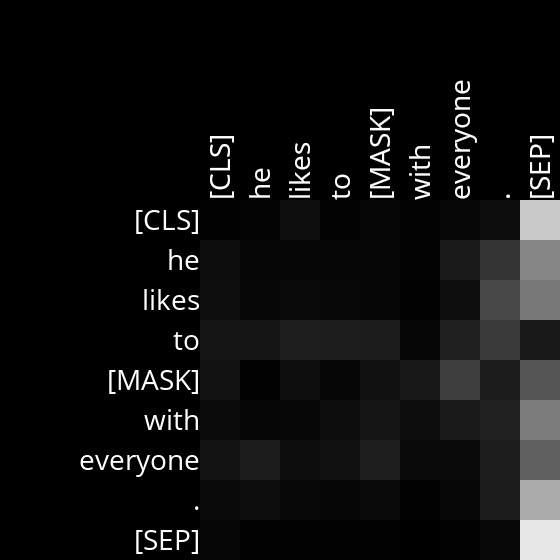 [CLS] he likes to [MASK] with everyone . [SEP]
[CLS]
he
likes
to
[MASK]
with
everyone
.
[SEP]